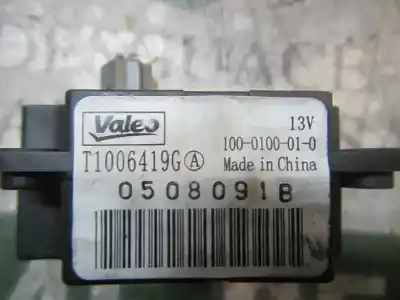 Valeo
13V
100-0100-01-0
T1006419G Ⓐ
Made in China
05080918